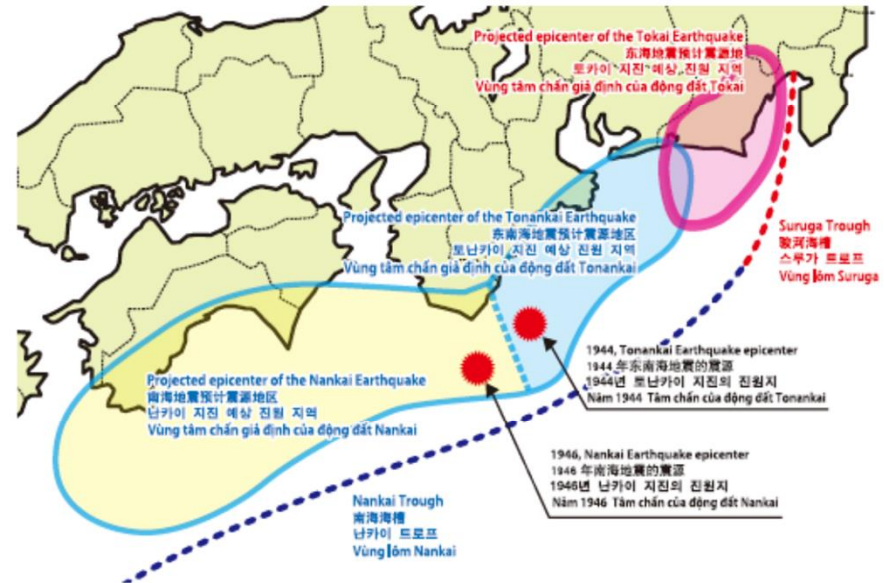 Projected epicenter of the Tokai Earthquake
东海地震预计震源地
토카이 지진 예상 진원 지역
Vùng tâm chấn giả định của động đất Tokai
Projected epicenter of the Tonankai Earthquake
东南海地震预计震源地区
토난카이 지진 예상 진원 지역
Vùng tâm chấn giả định của động đất Tonankai
Suruga Trough
骏河海槽
스루가 트로프
Vùng lõm Suruga
1944, Tonankai Earthquake epicenter
1944 年东南海地震的震源
1944년 토난카이 지진의 진원지
Năm 1944 Tâm chấn của động đất Tonankai
Projected epicenter of the Nankai Earthquake
南海地震预计震源地区
난카이 지진 예상 진원 지역
Vùng tâm chấn giả định của động đất Nankai
1946, Nankai Earthquake epicenter
1946 年南海地震的震源
1946년 난카이 지진의 진원지
Năm 1946 Tâm chấn của động đất Nankai
Nankai Trough
南海海槽
난카이 트로프
Vùng lõm Nankai